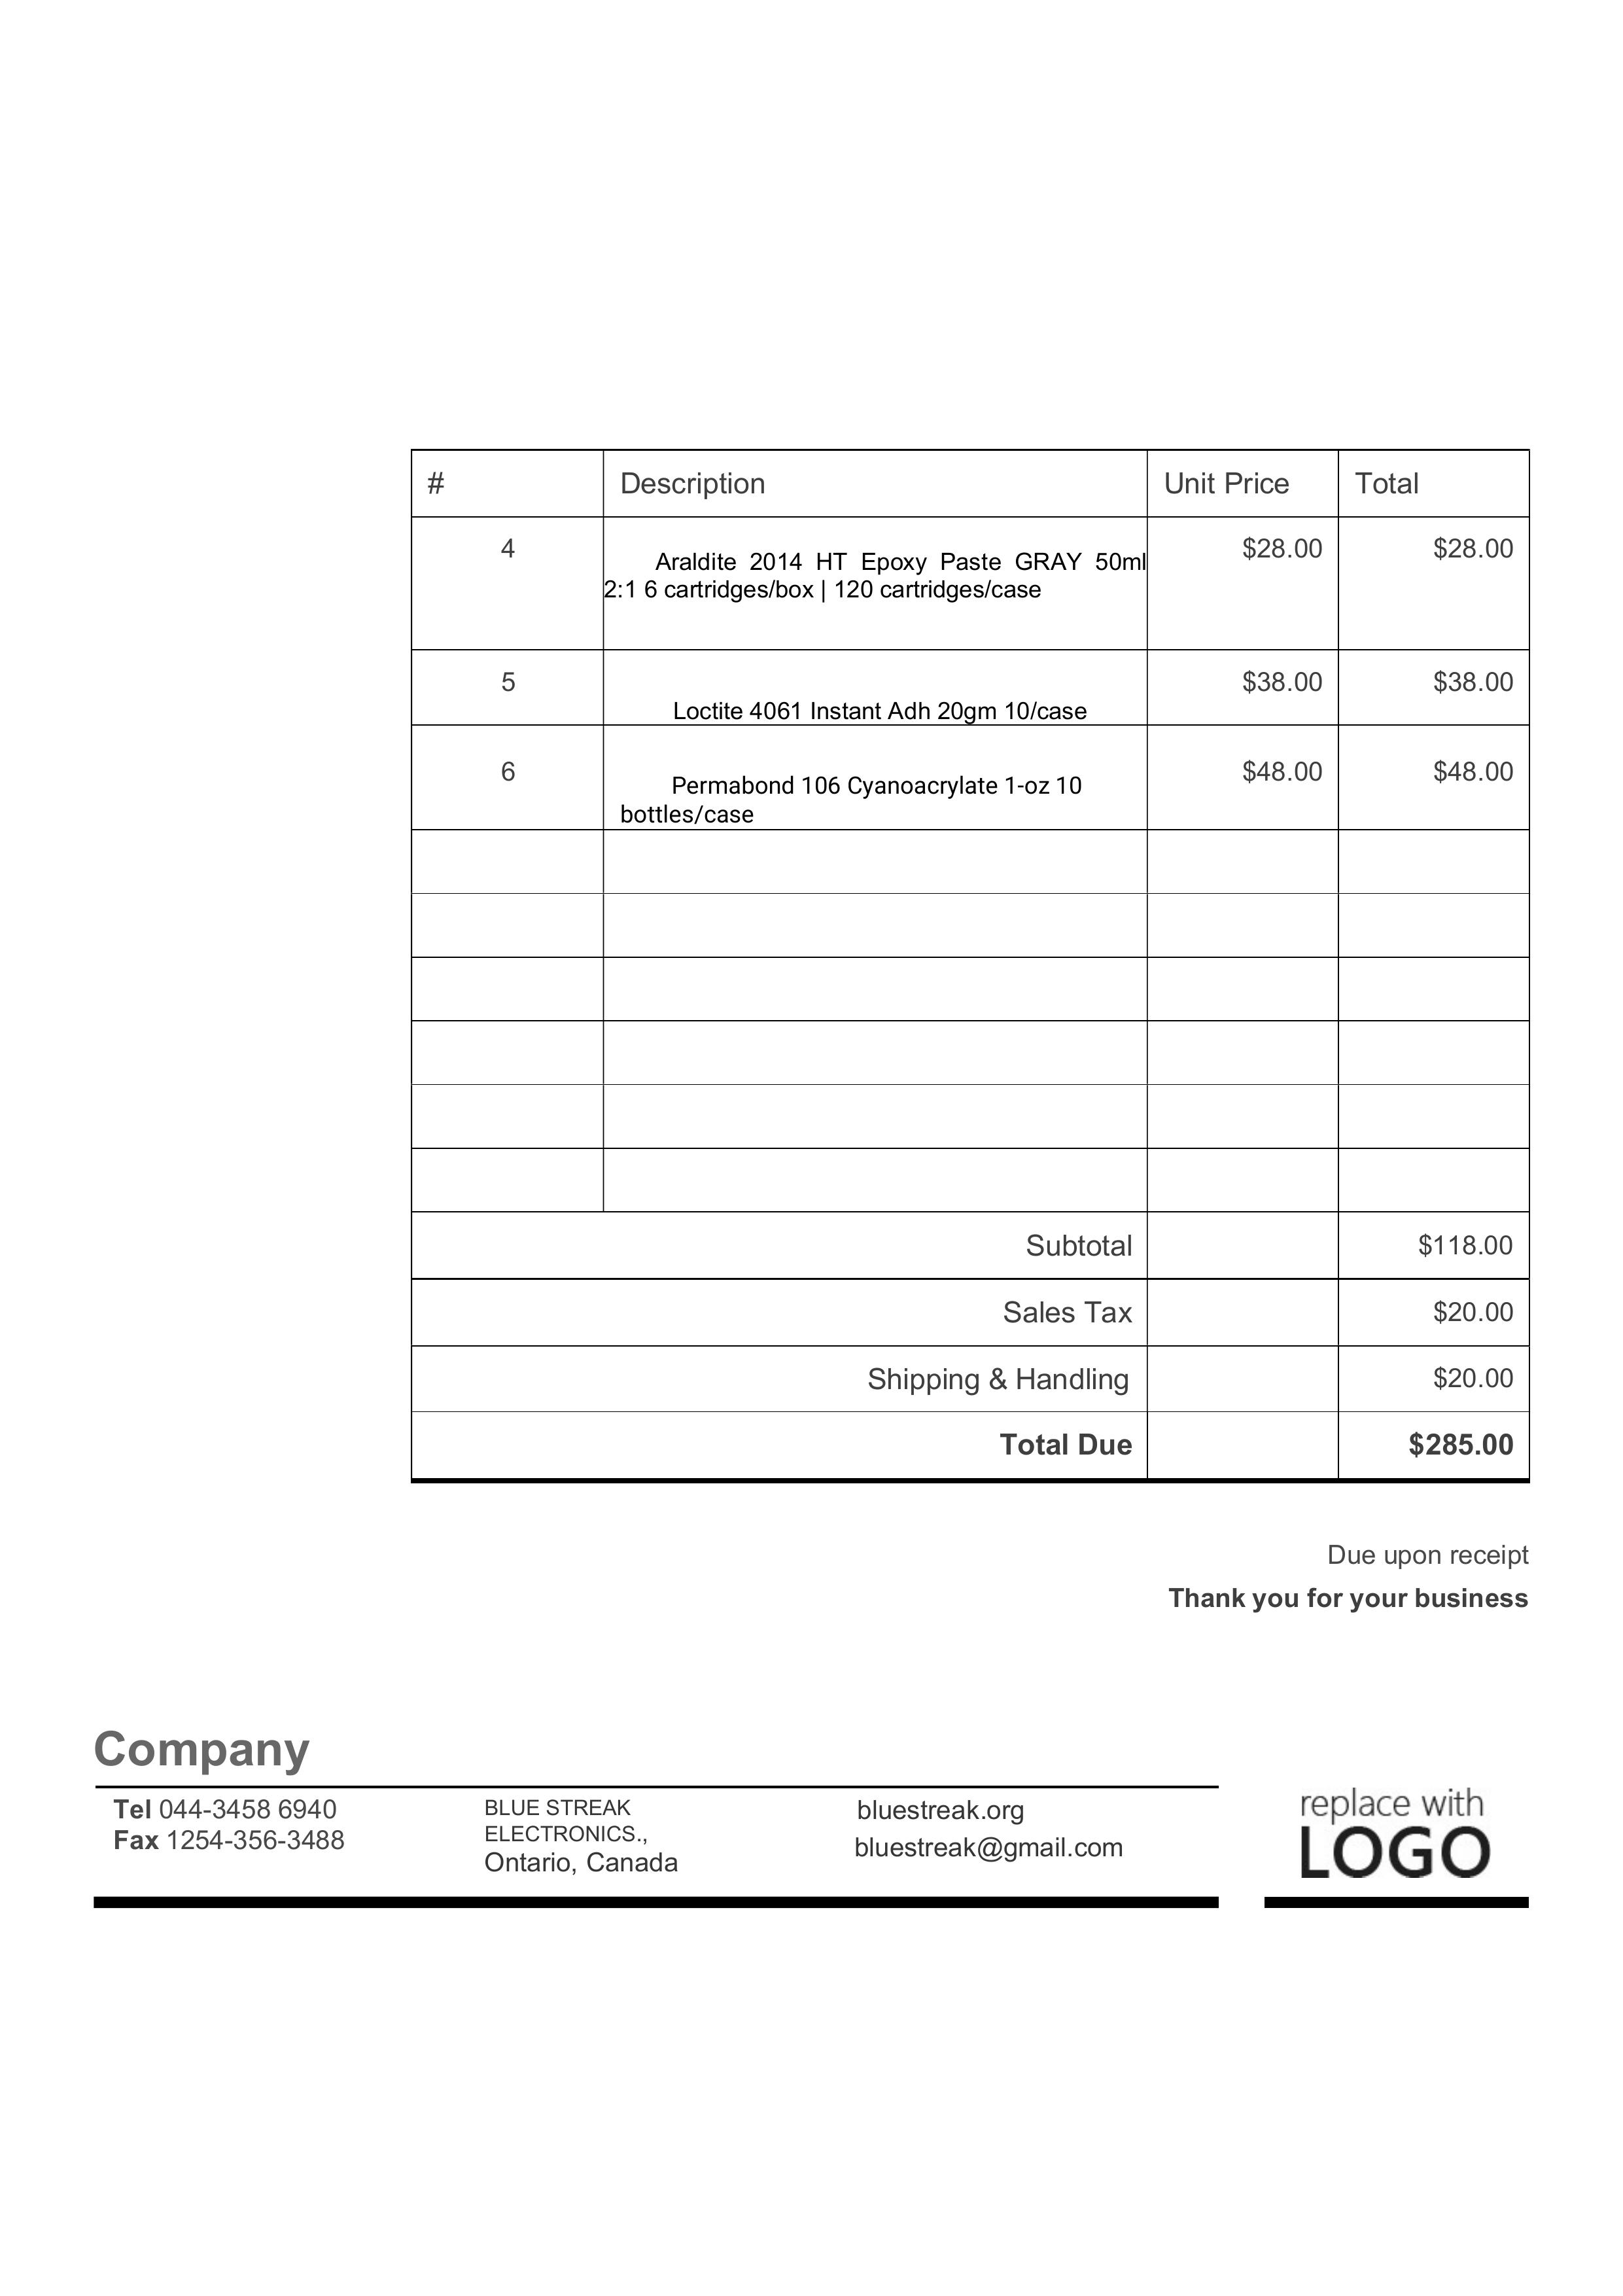 # Description Unit Price Total
4 Araldite 2014 HT Epoxy Paste GRAY 50ml $28.00 $28.00
2:1 6 cartridges/box | 120 cartridges/case
5 Loctite 4061 Instant Adh 20gm 10/case $38.00 $38.00
6 Permabond 106 Cyanoacrylate 1-oz 10 $48.00 $48.00
bottles/case
Subtotal $118.00
Sales Tax $20.00
Shipping & Handling $20.00
Total Due $285.00
Due upon receipt
Thank you for your business
Company
Tel 044-3458 6940
Fax 1254-356-3488
BLUE STREAK
ELECTRONICS.,
Ontario, Canada
bluestreak.org
bluestreak@gmail.com
replace with
LOGO